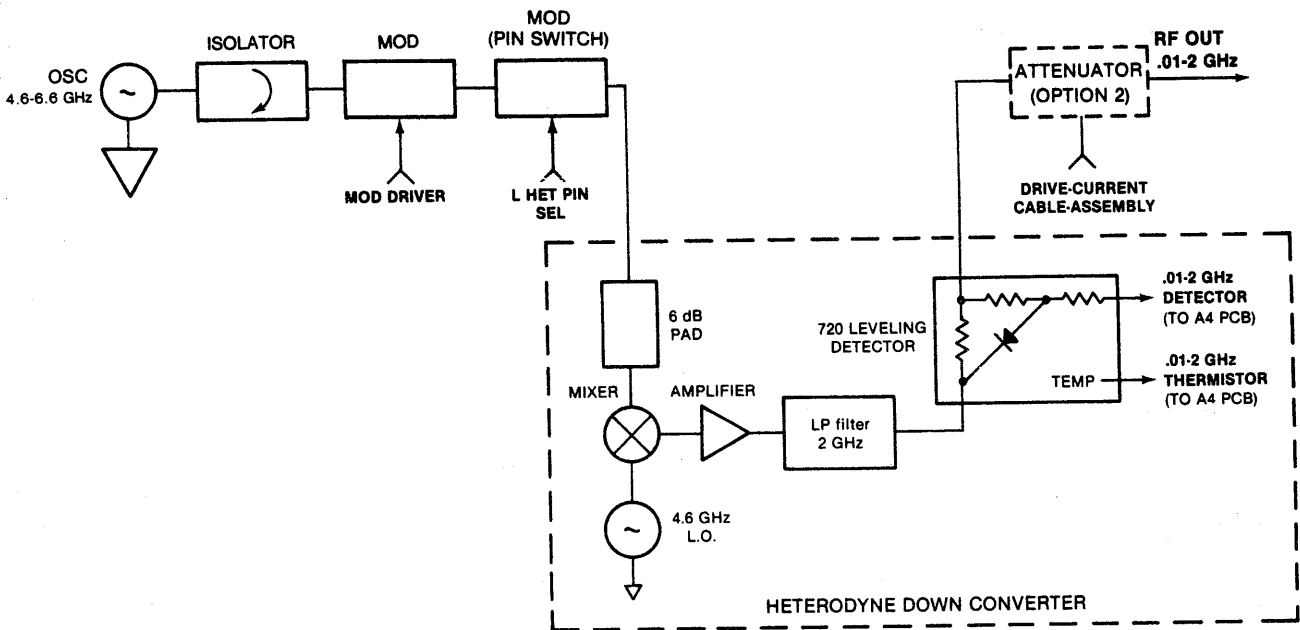 OSC
4.6-6.6 GHz
~
ISOLATOR
MOD
MOD
(PIN SWITCH)
MOD DRIVER
L HET PIN
SEL
ATTENUATOR
(OPTION 2)
RF OUT
.01-2 GHz
DRIVE-CURRENT
CABLE-ASSEMBLY
6 dB
PAD
MIXER
AMPLIFIER
LP filter
2 GHz
~
4.6 GHz
L.O.
720 LEVELING
DETECTOR
TEMP
.01-2 GHz
DETECTOR
(TO A4 PCB)
.01-2 GHz
THERMISTOR
(TO A4 PCB)
HETERODYNE DOWN CONVERTER